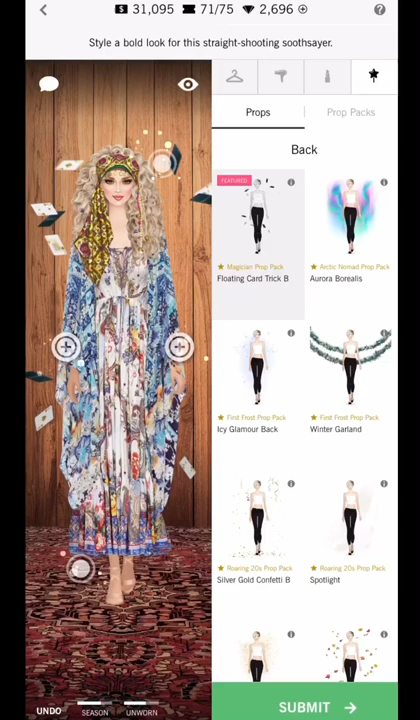 31,095 71/75 2,696
Style a bold look for this straight-shooting soothsayer.
Props
Prop Packs
Back
FEATURED
Magician Prop Pack
Floating Card Trick B
Arctic Nomad Prop Pack
Aurora Borealis
First Frost Prop Pack
Icy Glamour Back
First Frost Prop Pack
Winter Garland
Roaring 20s Prop Pack
Silver Gold Confetti B
Roaring 20s Prop Pack
Spotlight
UNDO
SEASON
UNWORN
SUBMIT